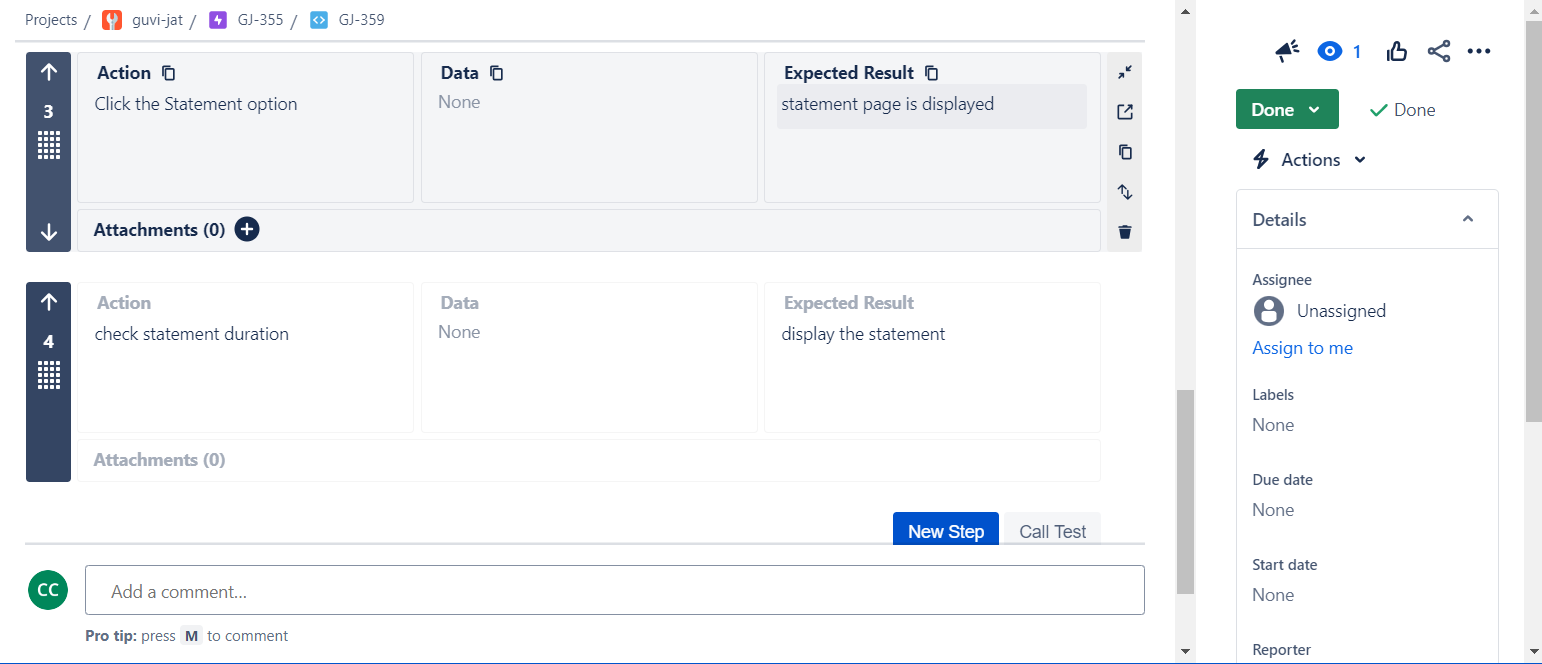 Projects / guvi-jat / GJ-355 / GJ-359
3
Action
Click the Statement option
Data
None
Expected Result
statement page is displayed
Attachments (0)
4
Action
check statement duration
Data
None
Expected Result
display the statement
Attachments (0)
New Step
Call Test
CC
Add a comment...
Pro tip: press M to comment
1
Done
Done
Actions
Details
Assignee
Unassigned
Assign to me
Labels
None
Due date
None
Start date
None
Reporter